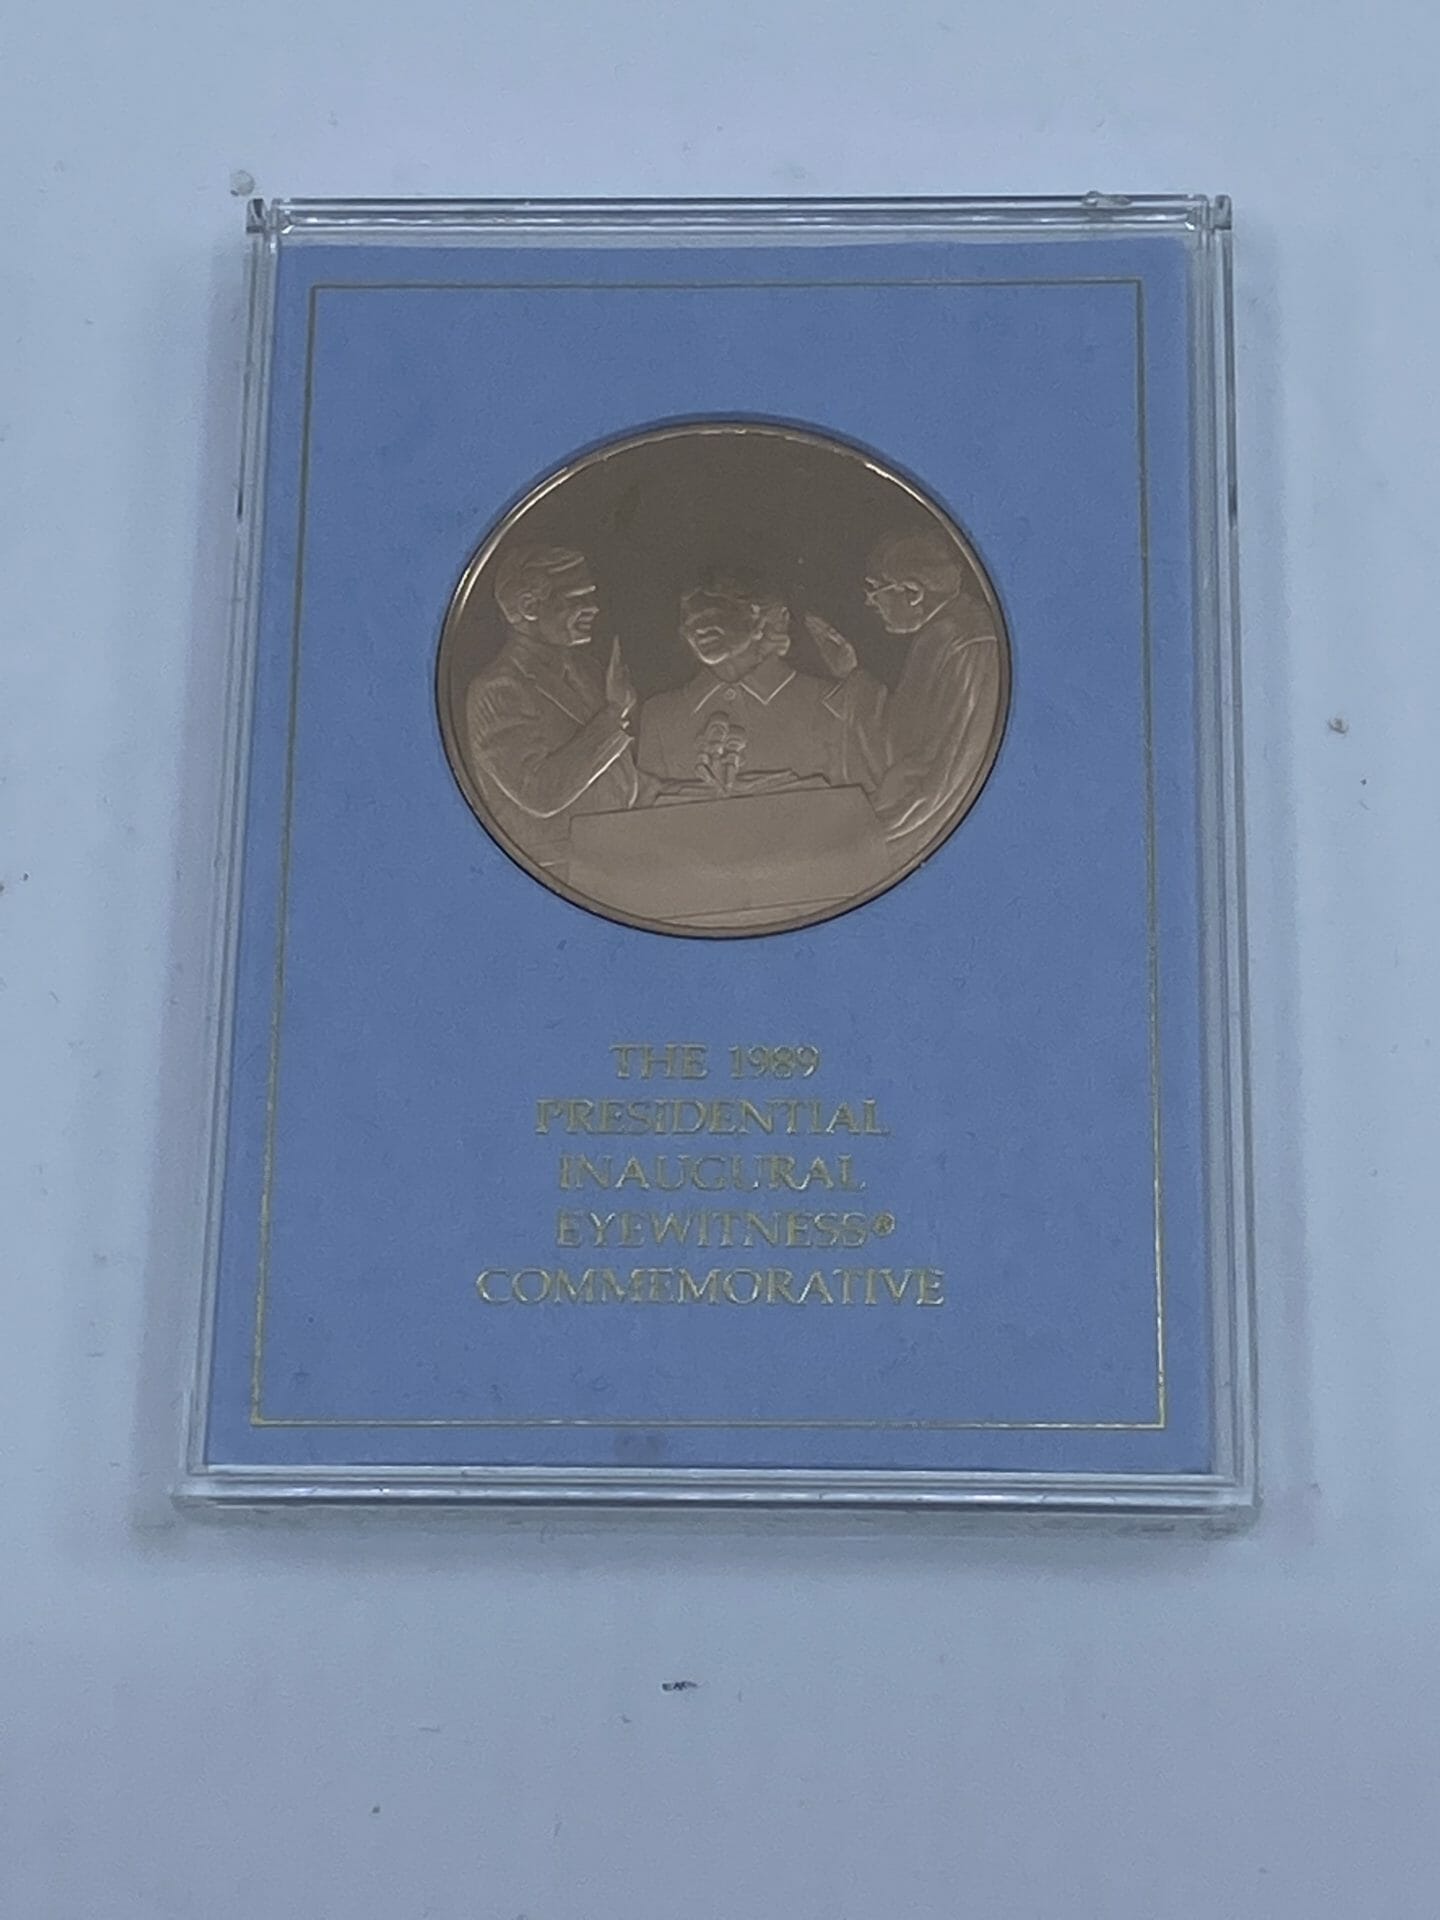 THE 1989
PRESIDENTIAL
INAUGURAL
EYEWITNESS®
COMMEMORATIVE